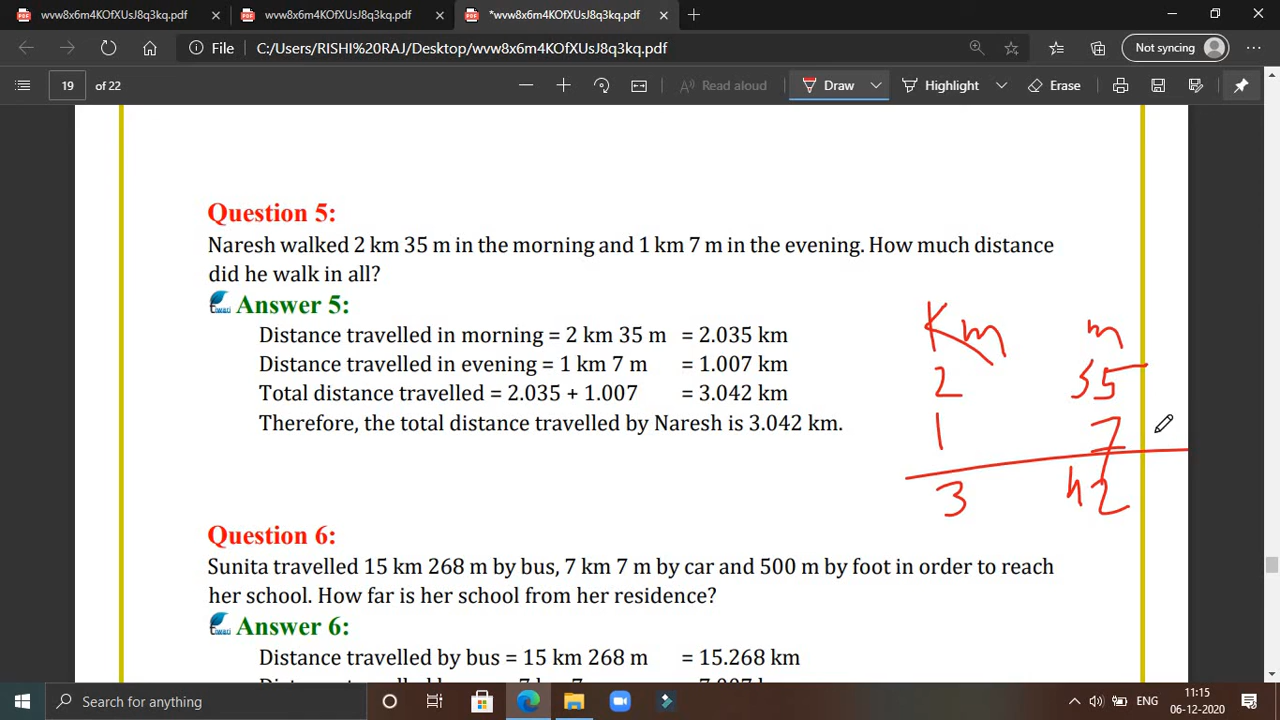 wvw8x6m4KOfXUsJ8q3kq.pdf
wvw8x6m4KOfXUsJ8q3kq.pdf
*wvw8x6m4KOfXUsJ8q3kq.pdf
File
C:/Users/RISHI%20RAJ/Desktop/wvw8x6m4KOfXUsJ8q3kq.pdf
Not syncing
19 of 22
Read aloud
Draw
Highlight
Erase
Question 5:
Naresh walked 2 km 35 m in the morning and 1 km 7 m in the evening. How much distance
did he walk in all?
Answer 5:
Distance travelled in morning = 2 km 35 m = 2.035 km
Distance travelled in evening = 1 km 7 m = 1.007 km
Total distance travelled = 2.035 + 1.007 = 3.042 km
Therefore, the total distance travelled by Naresh is 3.042 km.
Km m
2 35
1 7
3 42
Question 6:
Sunita travelled 15 km 268 m by bus, 7 km 7 m by car and 500 m by foot in order to reach
her school. How far is her school from her residence?
Answer 6:
Distance travelled by bus = 15 km 268 m = 15.268 km
Search for anything
ENG
11:15
06-12-2020